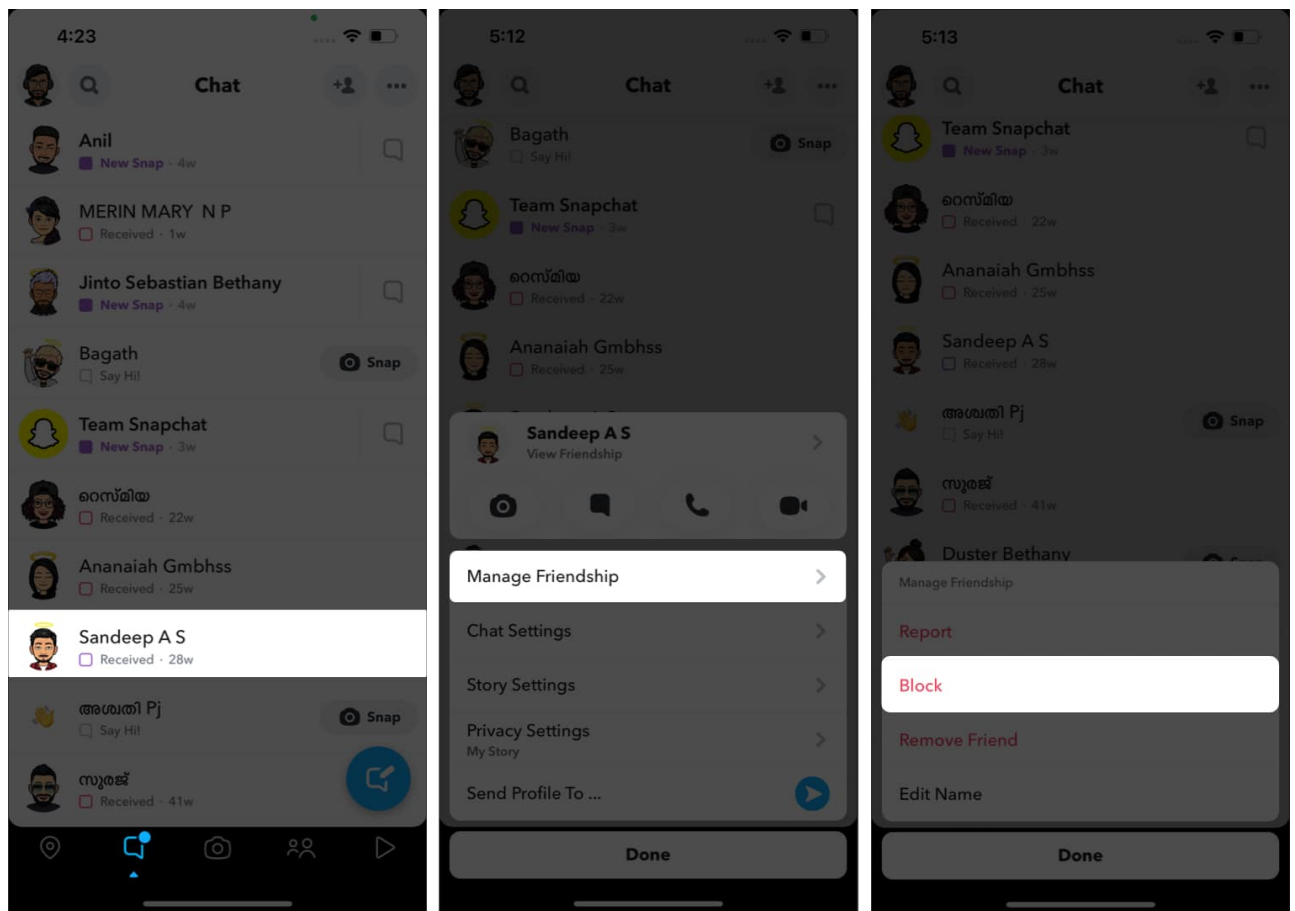 4:23
Chat
Anil
New Snap · 4w
MERIN MARY N P
Received · 1w
Jinto Sebastian Bethany
New Snap · 4w
Bagath
Say Hi!
Snap
Team Snapchat
New Snap · 3w
റെസ്മിയ
Received · 22w
Ananaiah Gmbhss
Received · 25w
Sandeep A S
Received · 28w
അശ്വതി Pj
Say Hi!
Snap
സൂരജ്
Received · 41w
5:12
Chat
Bagath
Say Hi!
Snap
Team Snapchat
New Snap · 3w
റെസ്മിയ
Received · 22w
Ananaiah Gmbhss
Received · 25w
Sandeep A S
View Friendship
Manage Friendship
Chat Settings
Story Settings
Privacy Settings
My Story
Send Profile To ...
Done
5:13
Chat
Team Snapchat
New Snap · 3w
റെസ്മിയ
Received · 22w
Ananaiah Gmbhss
Received · 25w
Sandeep A S
Received · 28w
അശ്വതി Pj
Say Hi!
Snap
സൂരജ്
Received · 41w
Duster Bethany
Manage Friendship
Report
Block
Remove Friend
Edit Name
Done